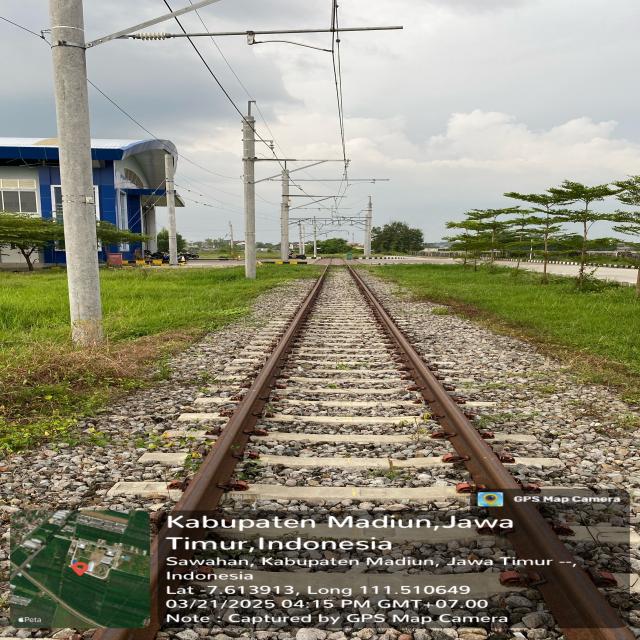 GPS Map Camera
Kabupaten Madiun,Jawa
Timur,Indonesia
Sawahan, Kabupaten Madiun, Jawa Timur --,
Indonesia
Lat -7.613913, Long 111.510649
03/21/2025 04:15 PM GMT+07.00
Note : Captured by GPS Map Camera
Peta